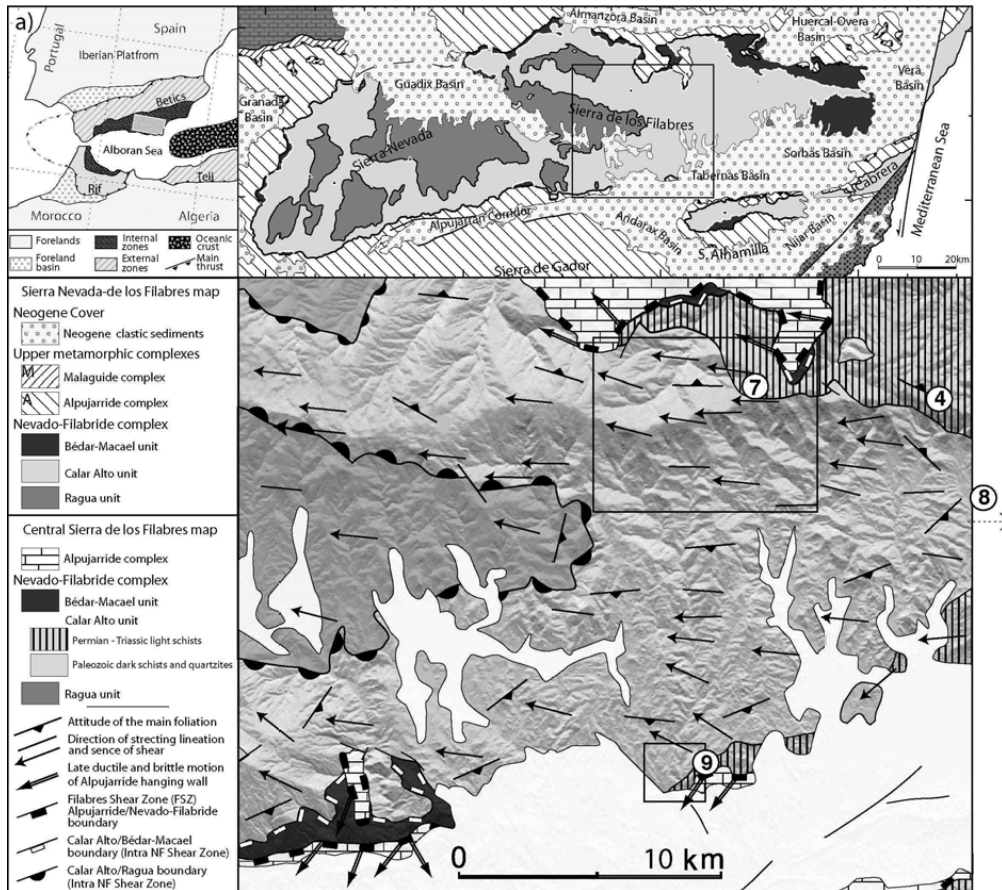 a)
Portugal
Spain
Iberian Platfrom
Betics
Alboran Sea
Rif
Tell
Morocco
Algeria
Forelands
Internal
zones
Oceanic
crust
Foreland
basin
External
zones
Main
thrust
Almanzora Basin
Huercal-Overa
Basin
Guadix Basin
Vera
Basin
Granada
Basin
Sierra de los Filabres
Sierra Nevada
Sorbas Basin
Tabernas Basin
Cabrera
Mediterranean Sea
Alpujarran Corridor
Andarax Basin
Nijar Basin
S. Alhamilla
Sierra de Gador
0 10 20km
Sierra Nevada-de los Filabres map
Neogene Cover
Neogene clastic sediments
Upper metamorphic complexes
M Malaguide complex
A Alpujarride complex
Nevado-Filabride complex
Bédar-Macael unit
Calar Alto unit
Ragua unit
Central Sierra de los Filabres map
Alpujarride complex
Nevado-Filabride complex
Bédar-Macael unit
Calar Alto unit
Permian - Triassic light schists
Paleozoic dark schists and quartzites
Ragua unit
Attitude of the main foliation
Direction of strecting lineation
and sence of shear
Late ductile and brittle motion
of Alpujarride hanging wall
Filabres Shear Zone (FSZ)
Alpujarride/Nevado-Filabride
boundary
Calar Alto/Bédar-Macael
boundary (Intra NF Shear Zone)
Calar Alto/Ragua boundary
(Intra NF Shear Zone)
7
4
8
9
0 10 km